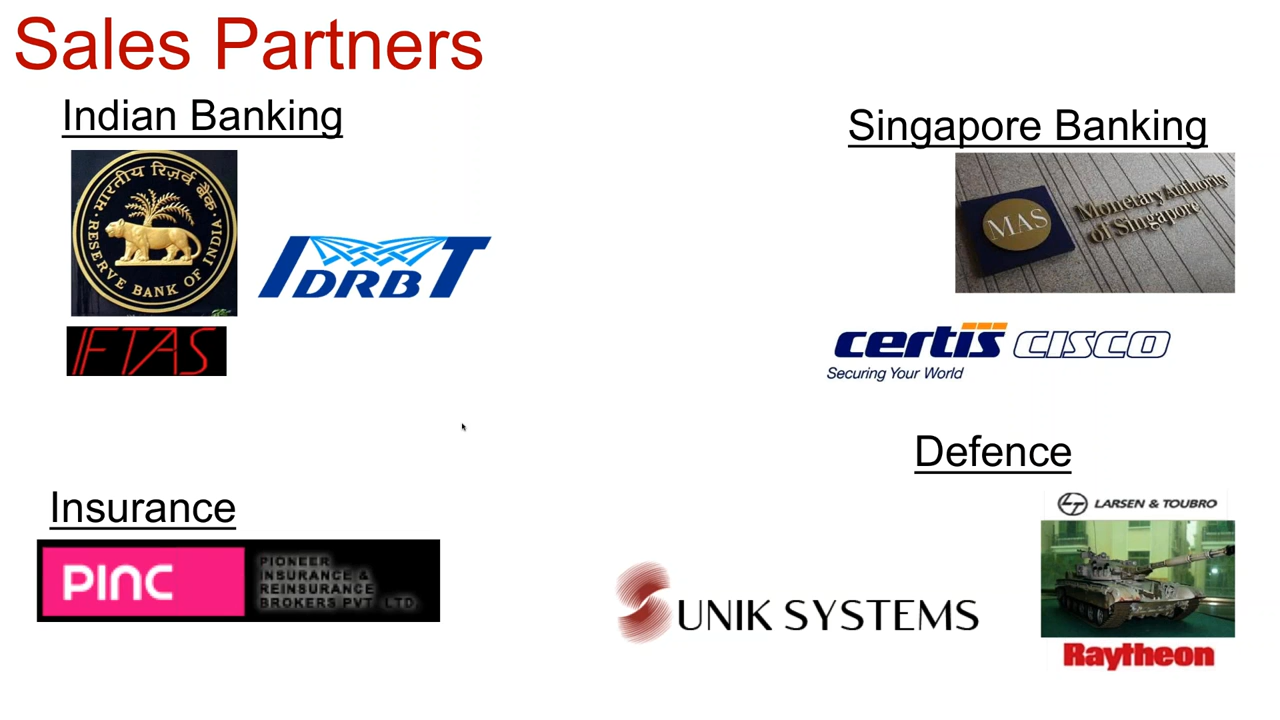 Sales Partners
Indian Banking
भारतीय रिज़र्व बैंक
RESERVE BANK OF INDIA
IDRBT
IFTAS
Singapore Banking
MAS
Monetary Authority
of Singapore
certis CISCO
Securing Your World
Insurance
PINC
PIONEER
INSURANCE &
REINSURANCE
BROKERS PVT. LTD.
Defence
LARSEN & TOUBRO
SUNIK SYSTEMS
Raytheon